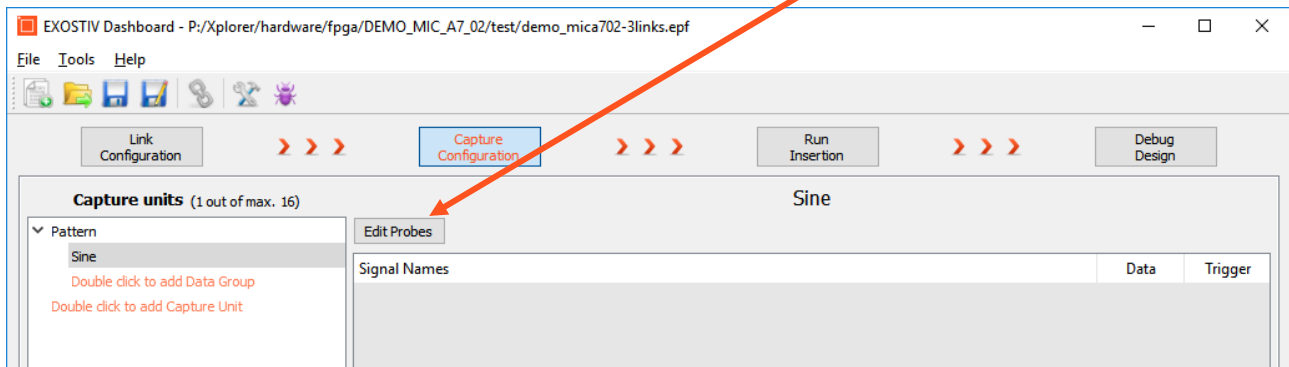 EXOSTIV Dashboard - P:/Xplorer/hardware/fpga/DEMO_MIC_A7_02/test/demo_mica702-3links.epf
File Tools Help
Link
Configuration
Capture
Configuration
Run
Insertion
Debug
Design
Capture units (1 out of max. 16)
Sine
Pattern
Edit Probes
Sine
Signal Names Data Trigger
Double click to add Data Group
Double click to add Capture Unit